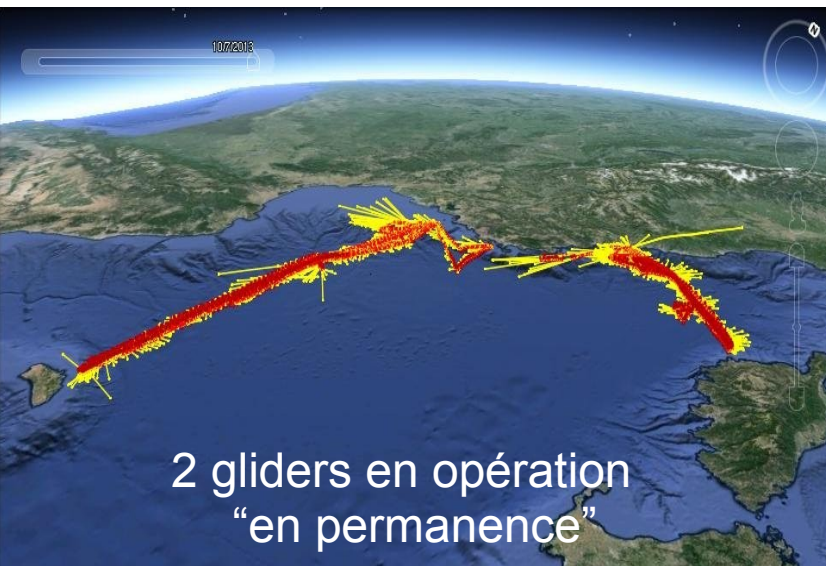 10/7/2013
N
2 gliders en opération
“en permanence”